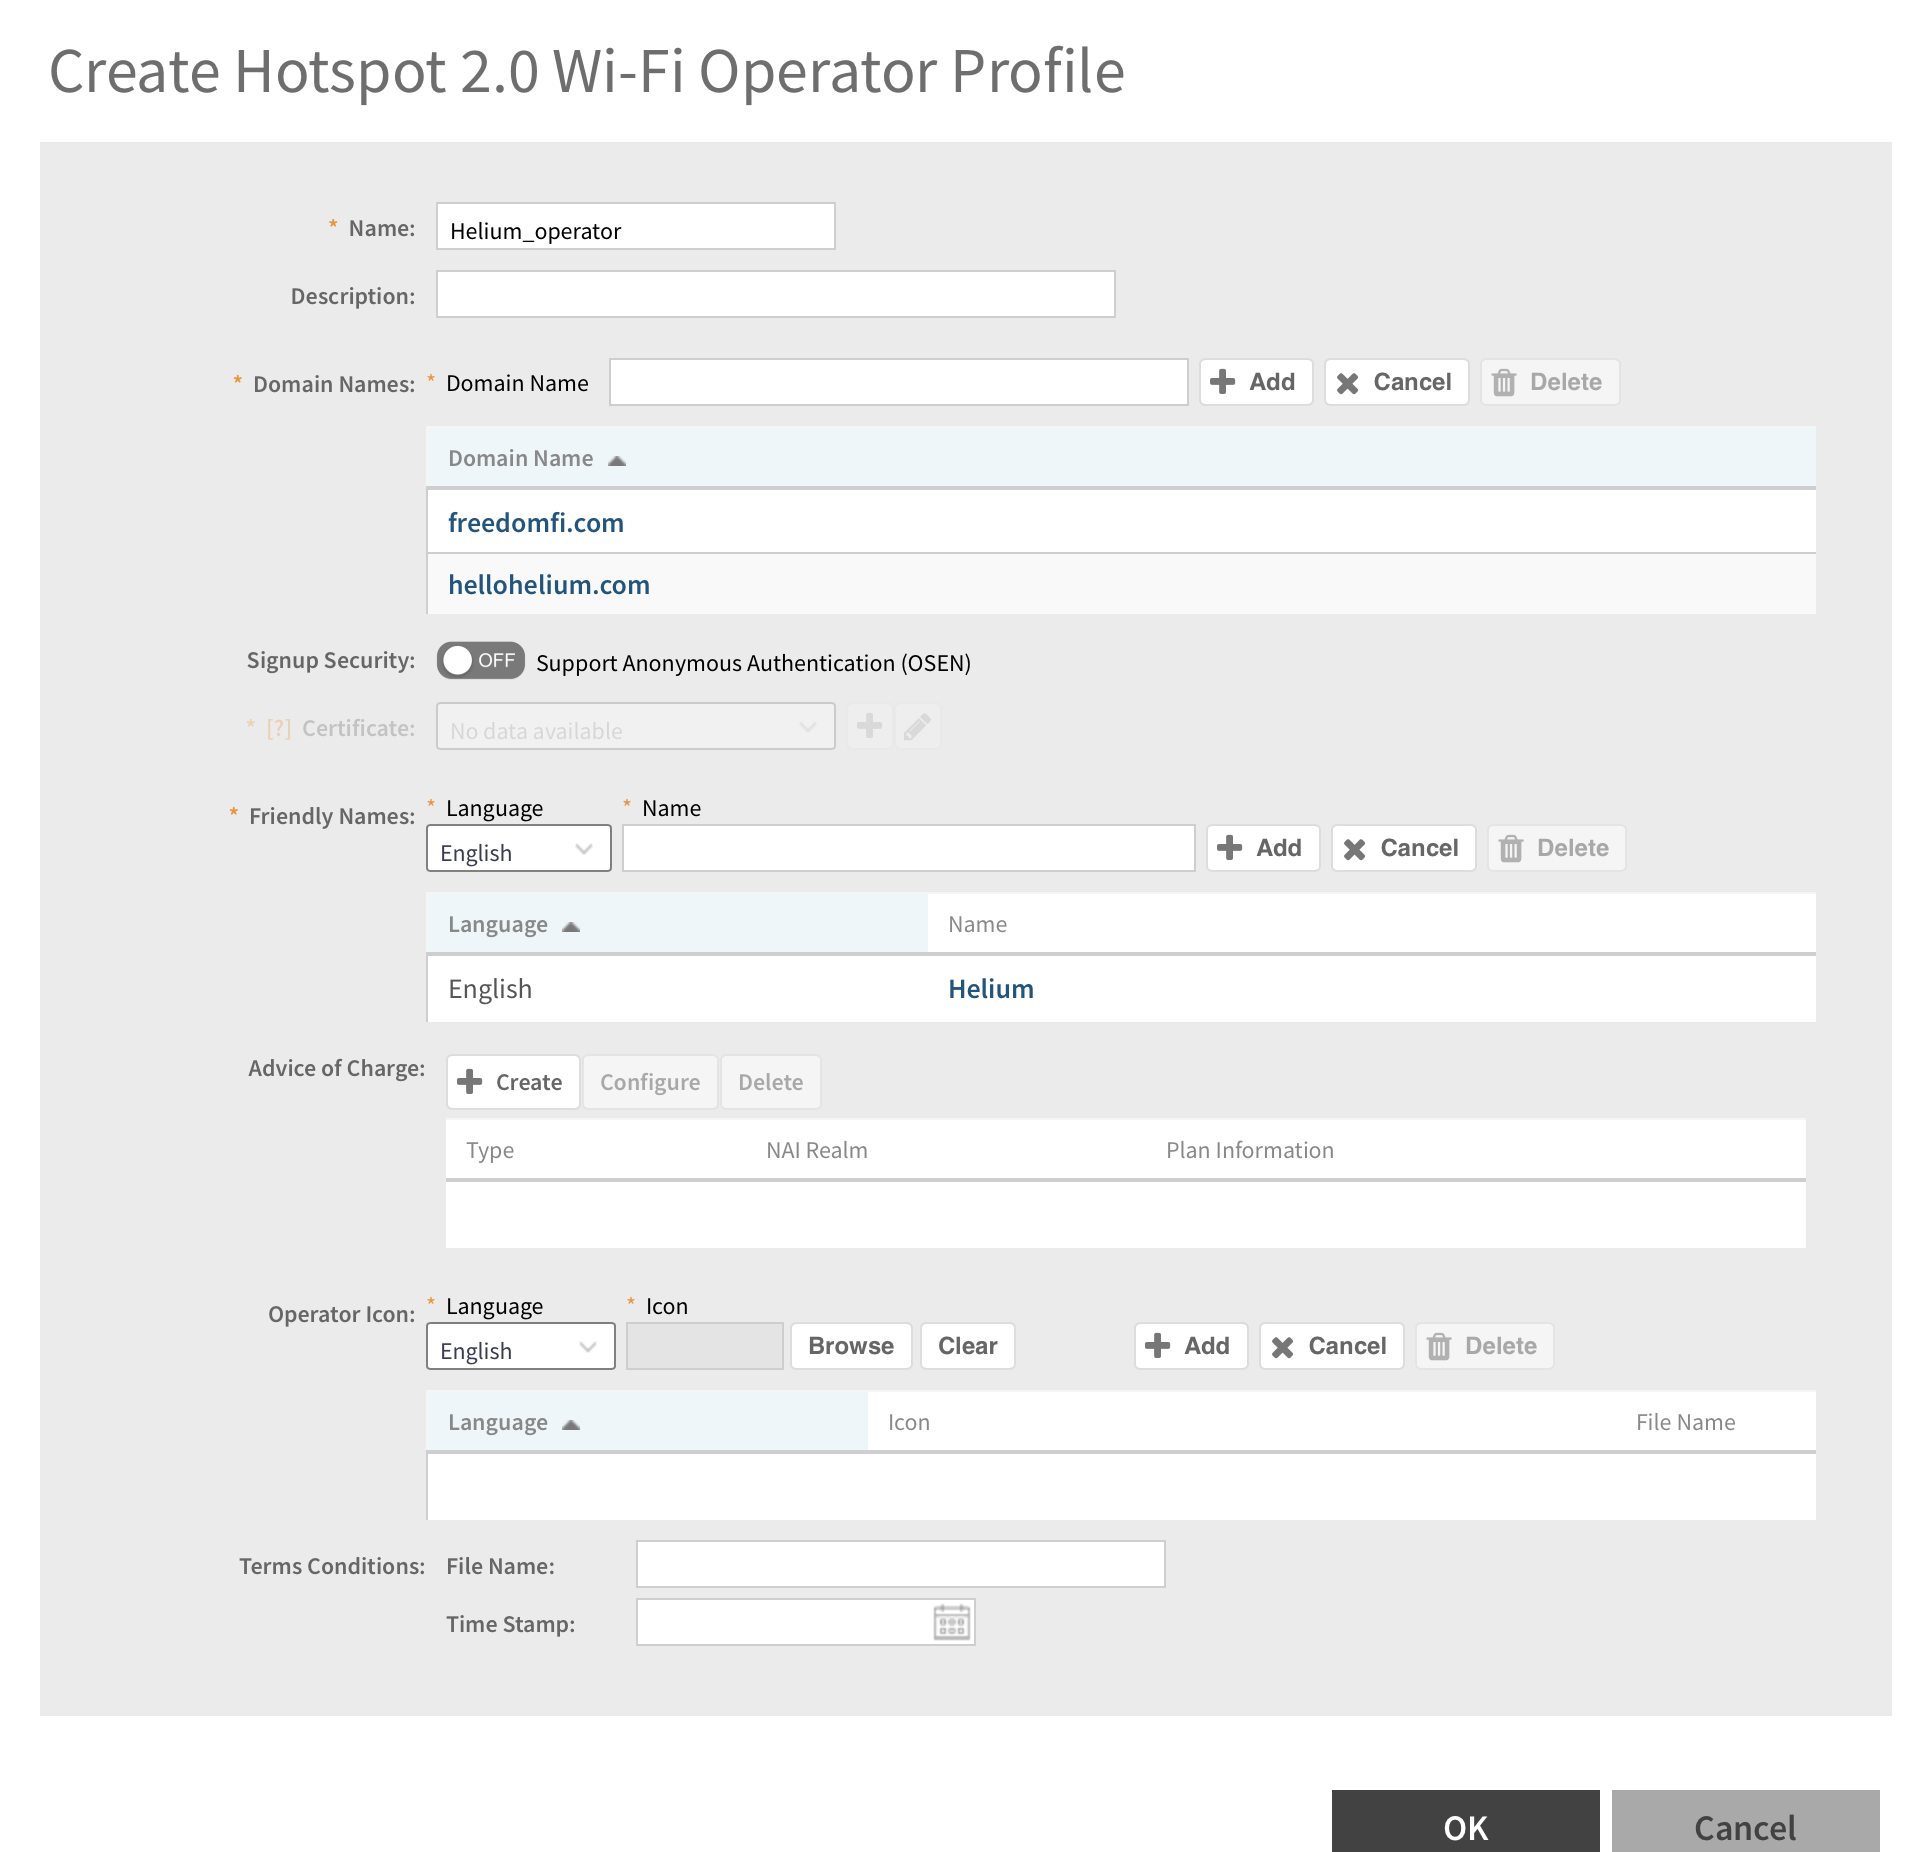 Create Hotspot 2.0 Wi-Fi Operator Profile
* Name: Helium_operator
Description:
* Domain Names: * Domain Name Add Cancel Delete
Domain Name
freedomfi.com
hellohelium.com
Signup Security: OFF Support Anonymous Authentication (OSEN)
* [?] Certificate: No data available
* Friendly Names: * Language * Name
English Add Cancel Delete
Language Name
English Helium
Advice of Charge: Create Configure Delete
Type NAI Realm Plan Information
Operator Icon: * Language * Icon
English Browse Clear Add Cancel Delete
Language Icon File Name
Terms Conditions: File Name:
Time Stamp:
OK Cancel